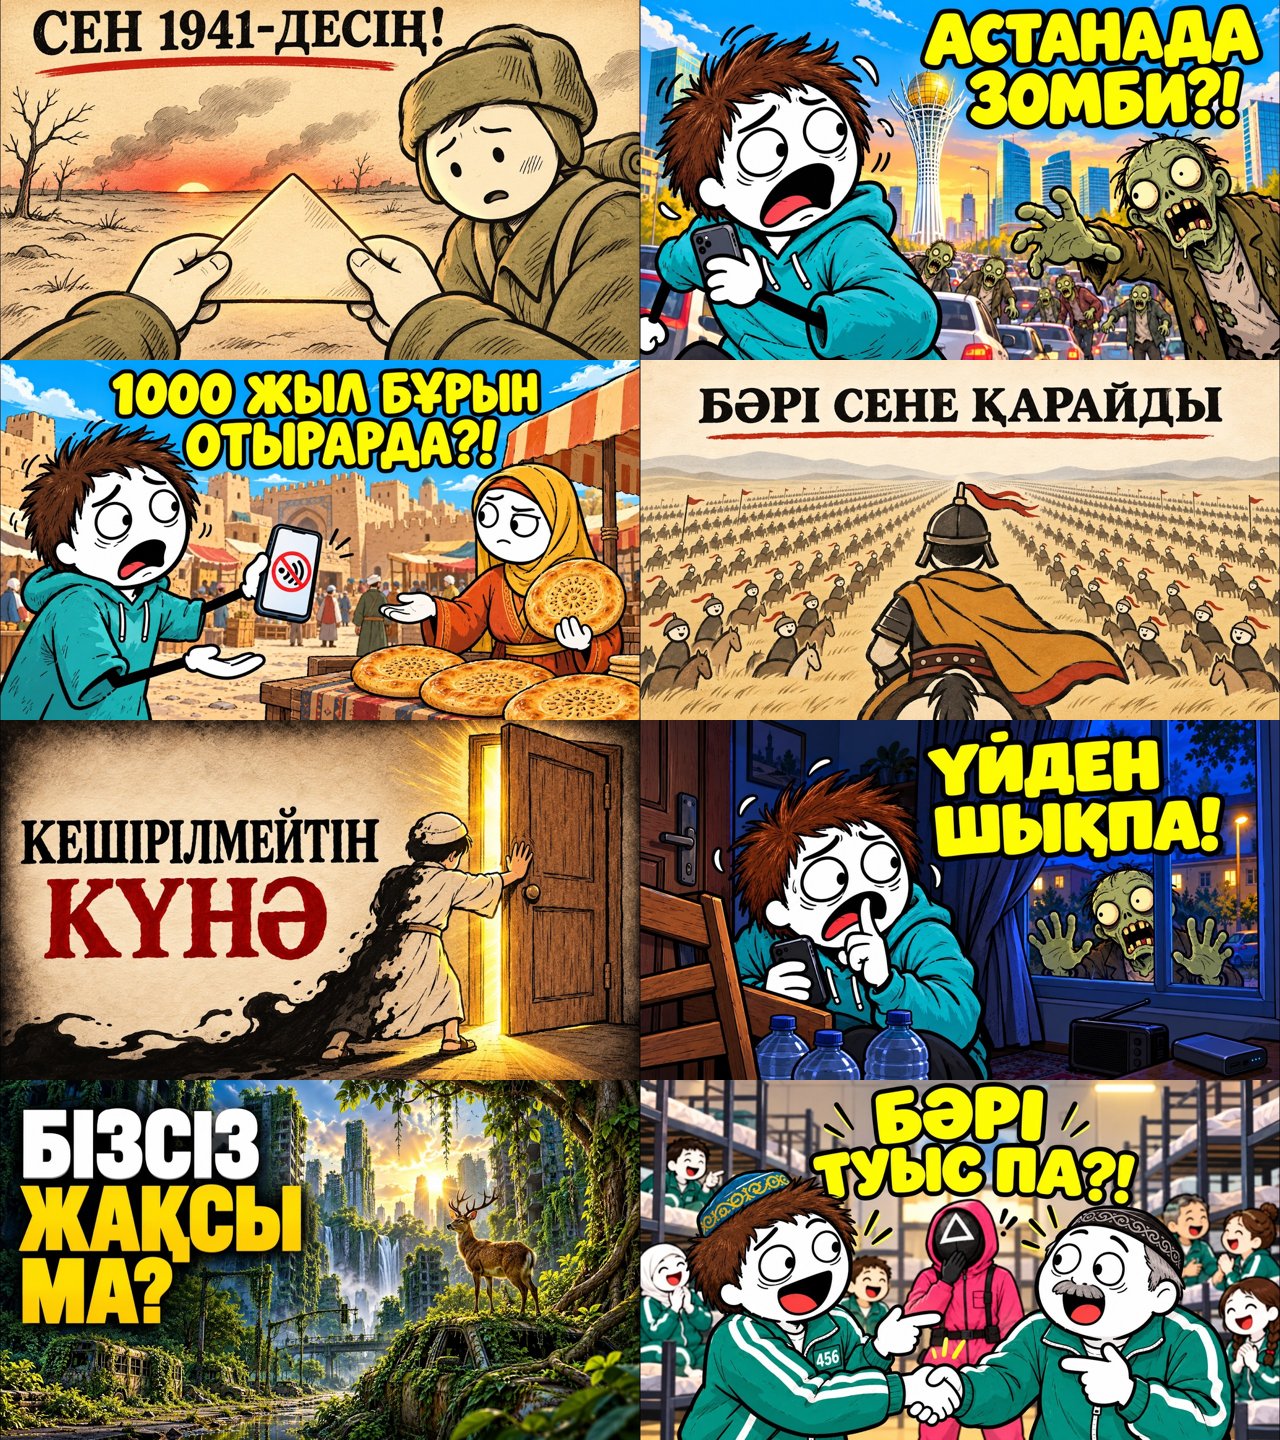 СЕН 1941-ДЕСІҢ!
АСТАНАДА
ЗОМБИ?!
1000 ЖЫЛ БҰРЫН
ОТЫРАРДА?!
БӘРІ СЕНЕ ҚАРАЙДЫ
КЕШІРІЛМЕЙТІН
КҮНӘ
ҮЙДЕН
ШЫҚПА!
БІЗСІЗ
ЖАҚСЫ
МА?
БӘРІ
ТУЫС ПА?!
456